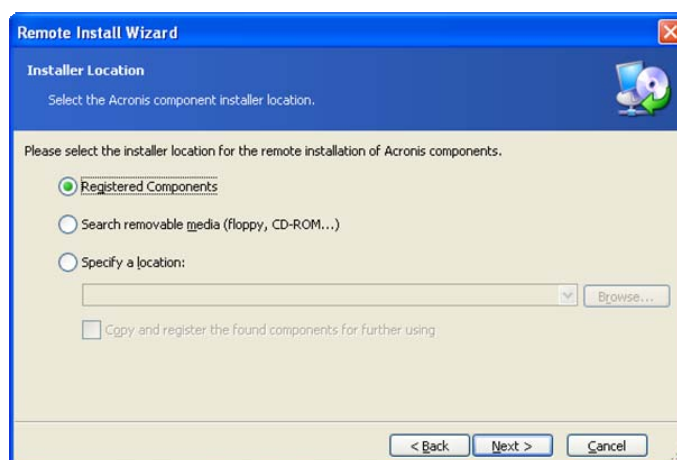 Remote Install Wizard
Installer Location
Select the Acronis component installer location.
Please select the installer location for the remote installation of Acronis components.
Registered Components
Search removable media (floppy, CD-ROM...)
Specify a location:
Browse...
Copy and register the found components for further using
< Back Next > Cancel